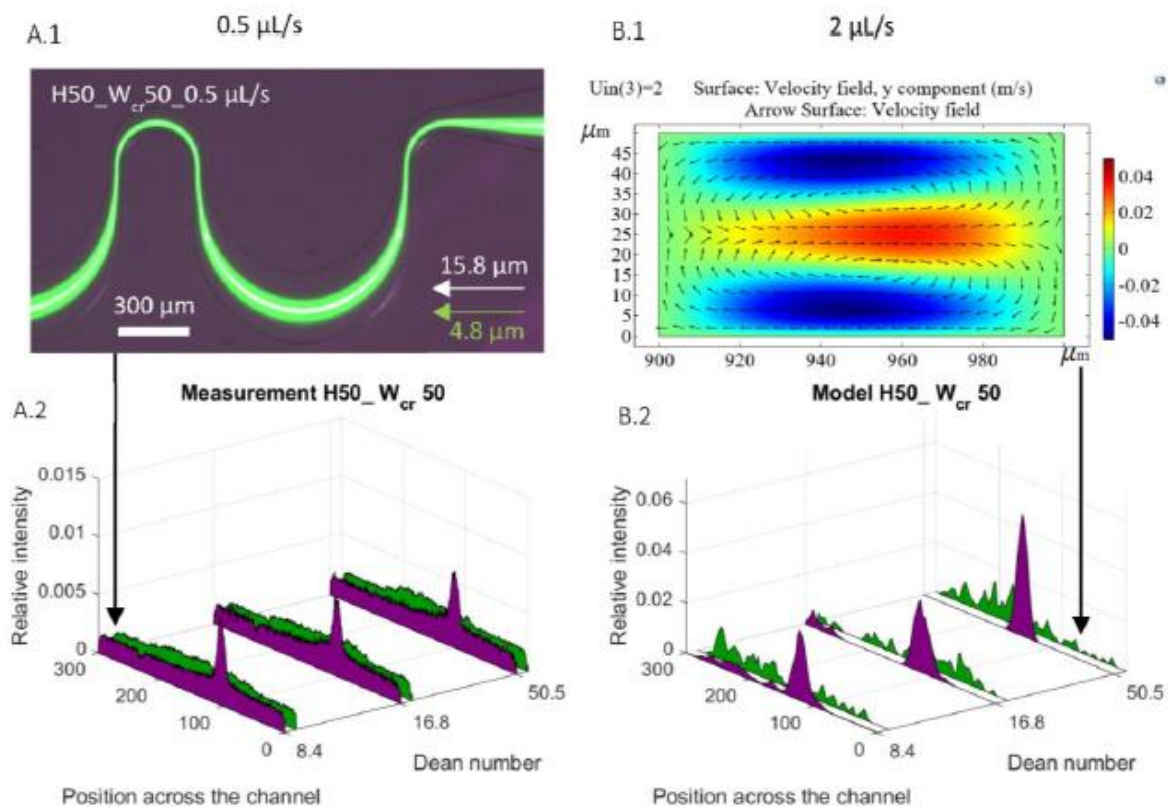 0.5 µL/s
A.1
H50_Wcr50_0.5 µL/s
15.8 µm
4.8 µm
300 µm
Measurement H50_ Wcr 50
A.2
Relative intensity
0.015
0.01
0.005
0
300
200
100
0
8.4
16.8
50.5
Dean number
Position across the channel
2 µL/s
B.1
Uin(3)=2 Surface: Velocity field, y component (m/s)
Arrow Surface: Velocity field
µm
45
40
35
30
25
20
15
10
5
0
900
920
940
960
980
µm
0.04
0.02
0
-0.02
-0.04
Model H50_ Wcr 50
B.2
Relative intensity
0.06
0.04
0.02
0
300
200
100
0
8.4
16.8
50.5
Dean number
Position across the channel